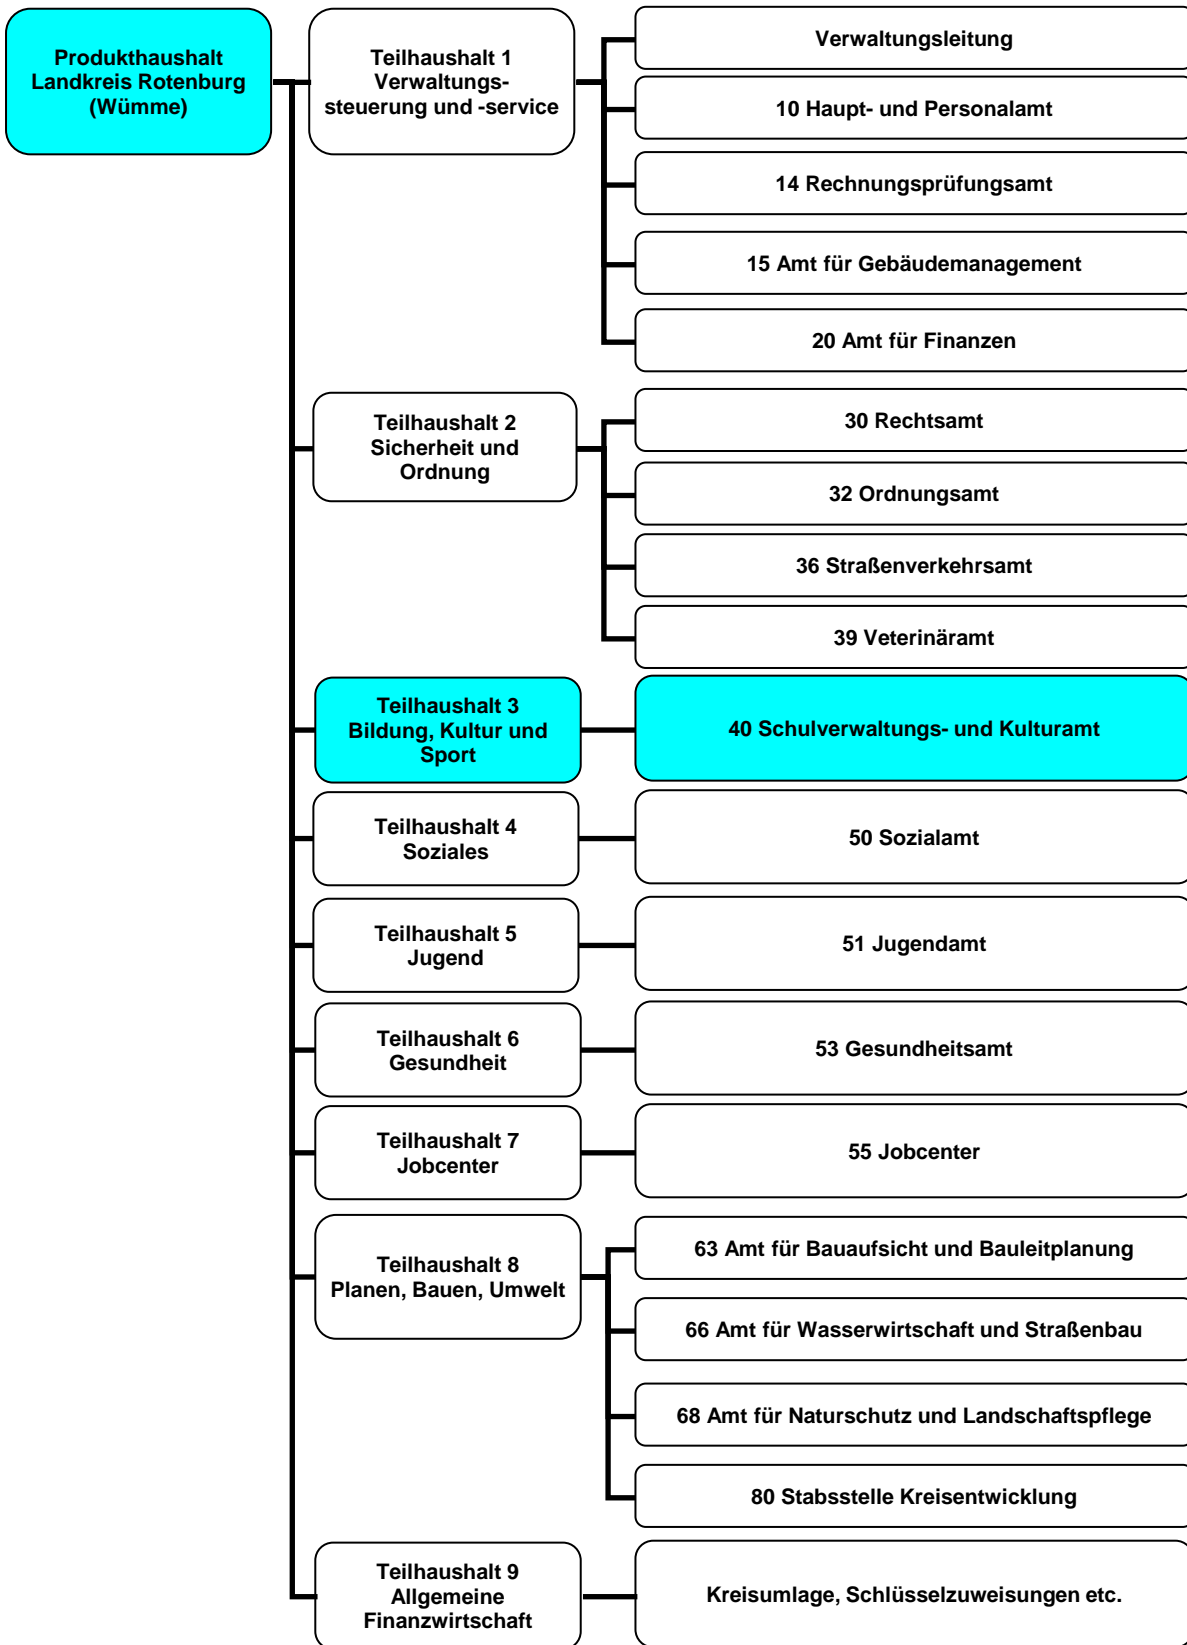 Produkthaushalt
Landkreis Rotenburg
(Wümme)
Teilhaushalt 1
Verwaltungs-
steuerung und -service
Verwaltungsleitung
10 Haupt- und Personalamt
14 Rechnungsprüfungsamt
15 Amt für Gebäudemanagement
20 Amt für Finanzen
Teilhaushalt 2
Sicherheit und
Ordnung
30 Rechtsamt
32 Ordnungsamt
36 Straßenverkehrsamt
39 Veterinäramt
Teilhaushalt 3
Bildung, Kultur und
Sport
40 Schulverwaltungs- und Kulturamt
Teilhaushalt 4
Soziales
50 Sozialamt
Teilhaushalt 5
Jugend
51 Jugendamt
Teilhaushalt 6
Gesundheit
53 Gesundheitsamt
Teilhaushalt 7
Jobcenter
55 Jobcenter
Teilhaushalt 8
Planen, Bauen, Umwelt
63 Amt für Bauaufsicht und Bauleitplanung
66 Amt für Wasserwirtschaft und Straßenbau
68 Amt für Naturschutz und Landschaftspflege
80 Stabsstelle Kreisentwicklung
Teilhaushalt 9
Allgemeine
Finanzwirtschaft
Kreisumlage, Schlüsselzuweisungen etc.